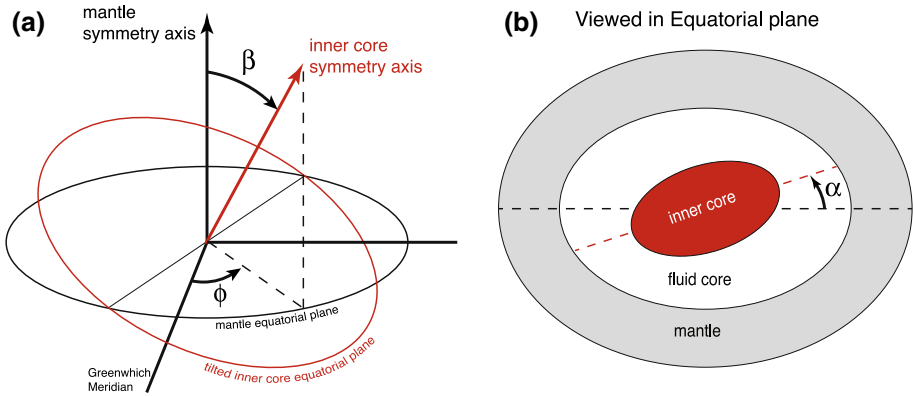 (a)
mantle
symmetry axis
β
inner core
symmetry axis
ϕ
mantle equatorial plane
tilted inner core equatorial plane
Greenwhich
Meridian
(b)
Viewed in Equatorial plane
α
inner core
fluid core
mantle